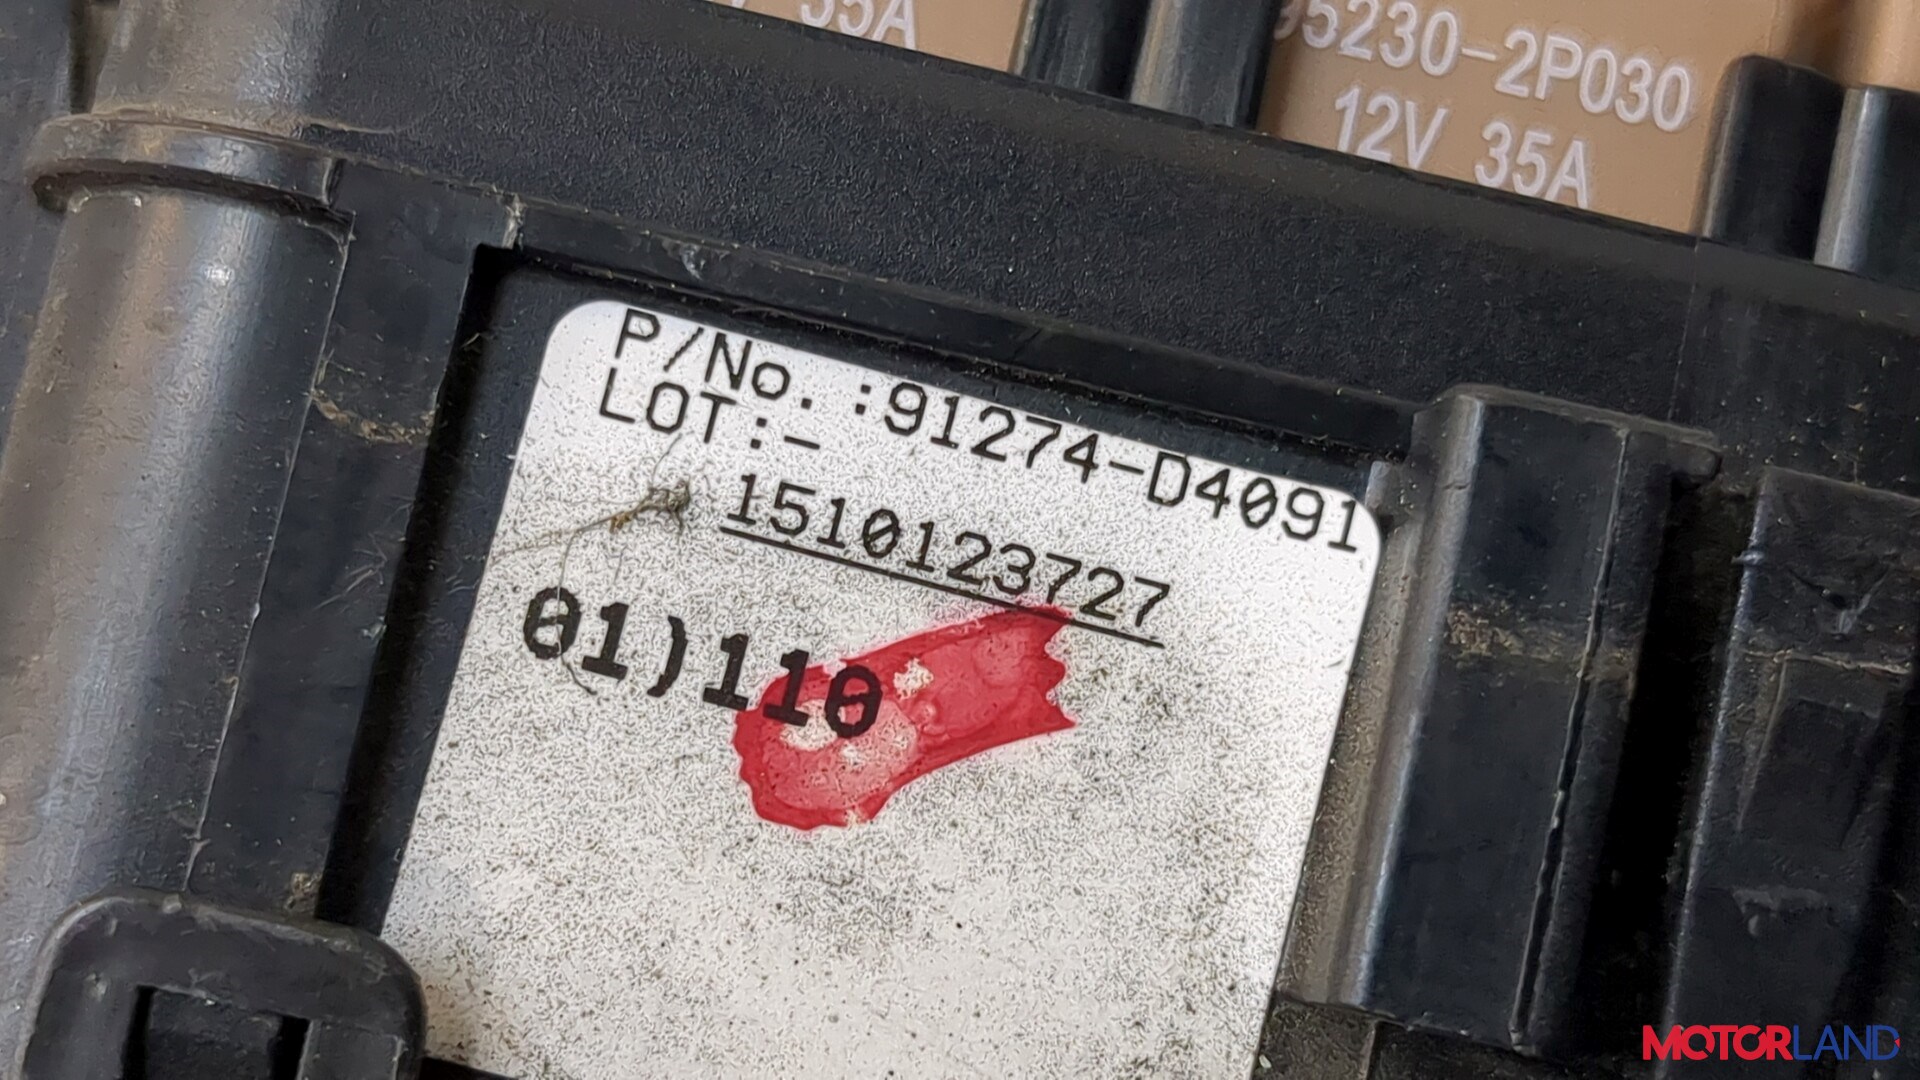 35A
95230-2P030
12V 35A
P/No.:91274-D4091
LOT:-
1510123727
01)110
MOTORLAND